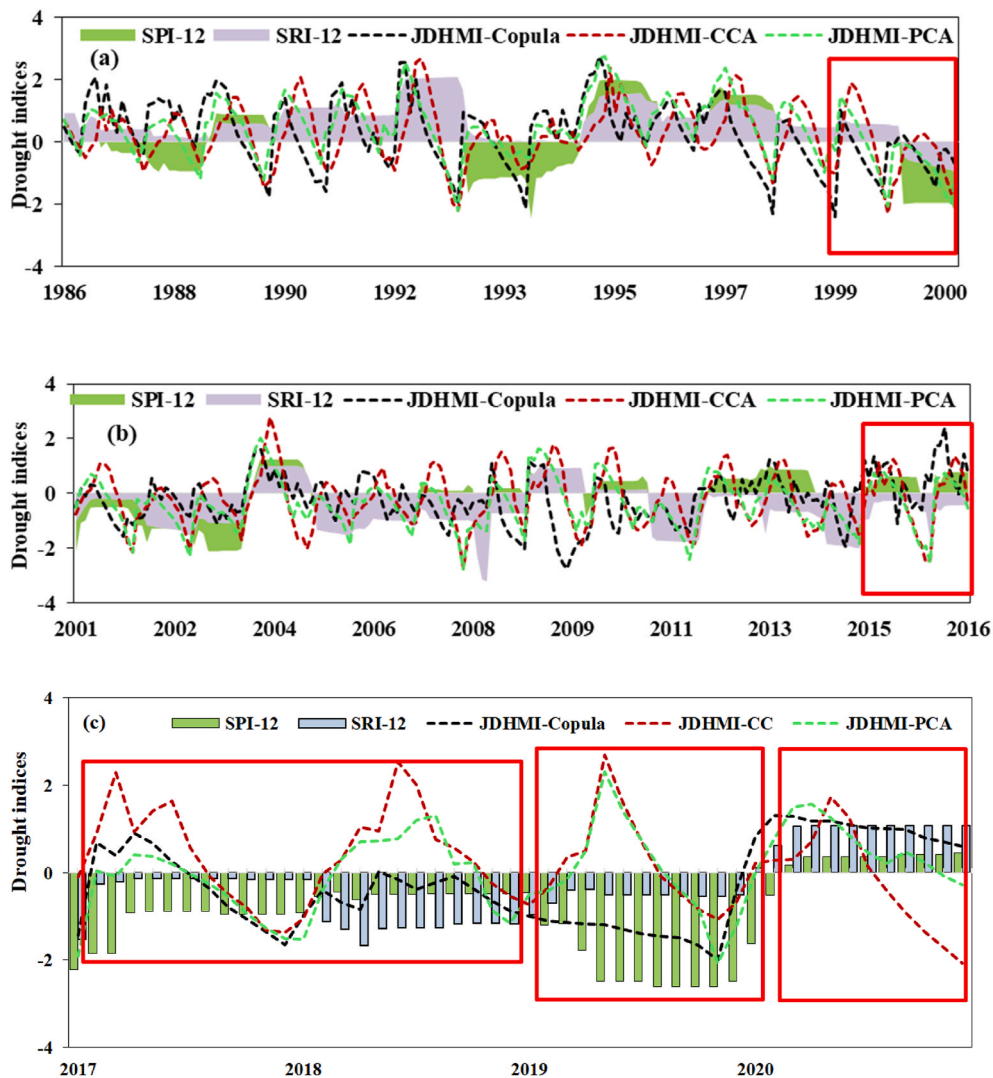 4
SPI-12 SRI-12 JDHMI-Copula JDHMI-CCA JDHMI-PCA
(a)
2
0
-2
-4
Drought indices
1986 1988 1990 1992 1993 1995 1997 1999 2000
4
SPI-12 SRI-12 JDHMI-Copula JDHMI-CCA JDHMI-PCA
(b)
2
0
-2
-4
Drought indices
2001 2002 2004 2006 2008 2009 2011 2013 2015 2016
4
(c) SPI-12 SRI-12 JDHMI-Copula JDHMI-CC JDHMI-PCA
2
0
-2
-4
Drought indices
2017 2018 2019 2020